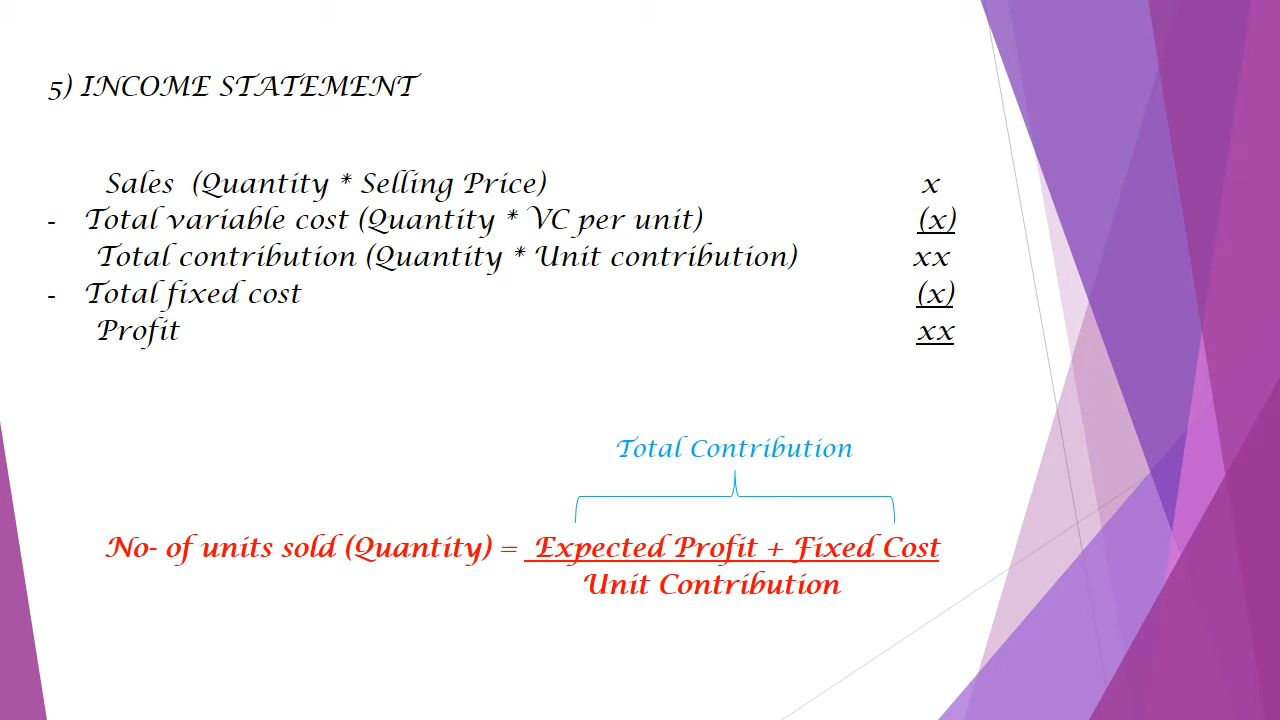 5) INCOME STATEMENT
Sales (Quantity * Selling Price) x
- Total variable cost (Quantity * VC per unit) (x)
Total contribution (Quantity * Unit contribution) xx
- Total fixed cost (x)
Profit xx
Total Contribution
No- of units sold (Quantity) = Expected Profit + Fixed Cost
Unit Contribution